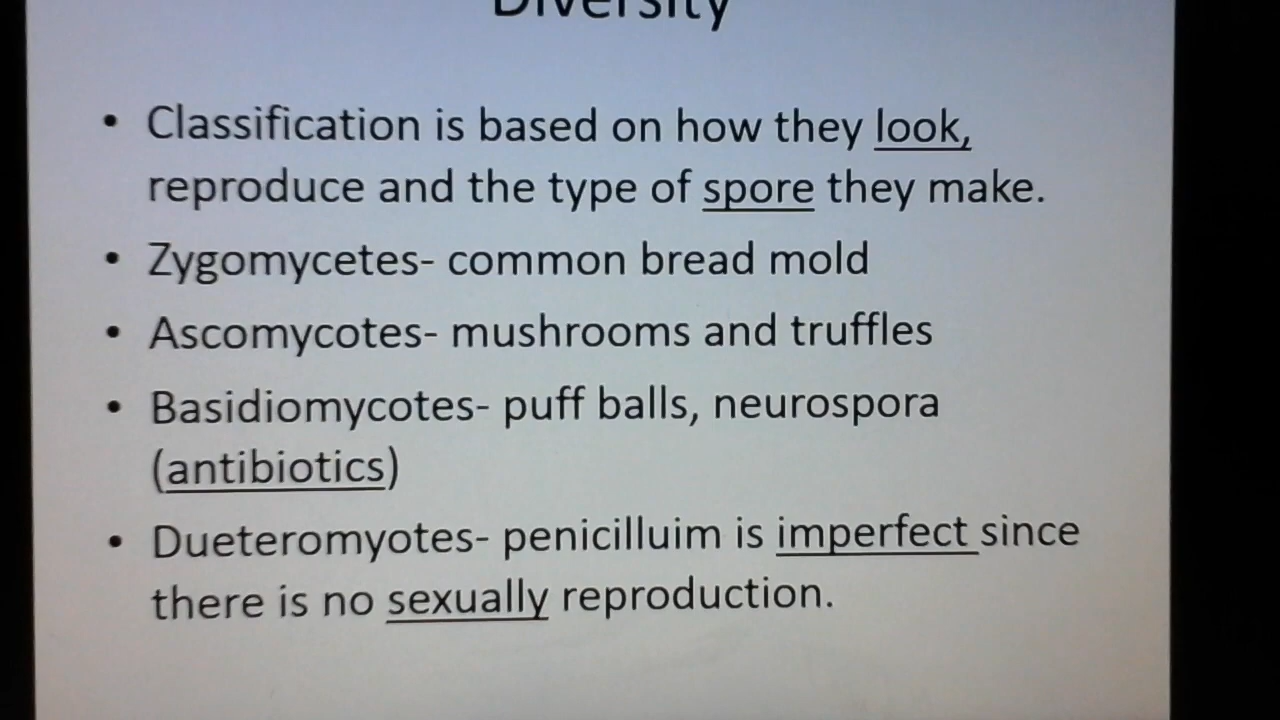 Diversity
• Classification is based on how they look,
reproduce and the type of spore they make.
• Zygomycetes- common bread mold
• Ascomycotes- mushrooms and truffles
• Basidiomycotes- puff balls, neurospora
(antibiotics)
• Dueteromyotes- penicilluim is imperfect since
there is no sexually reproduction.